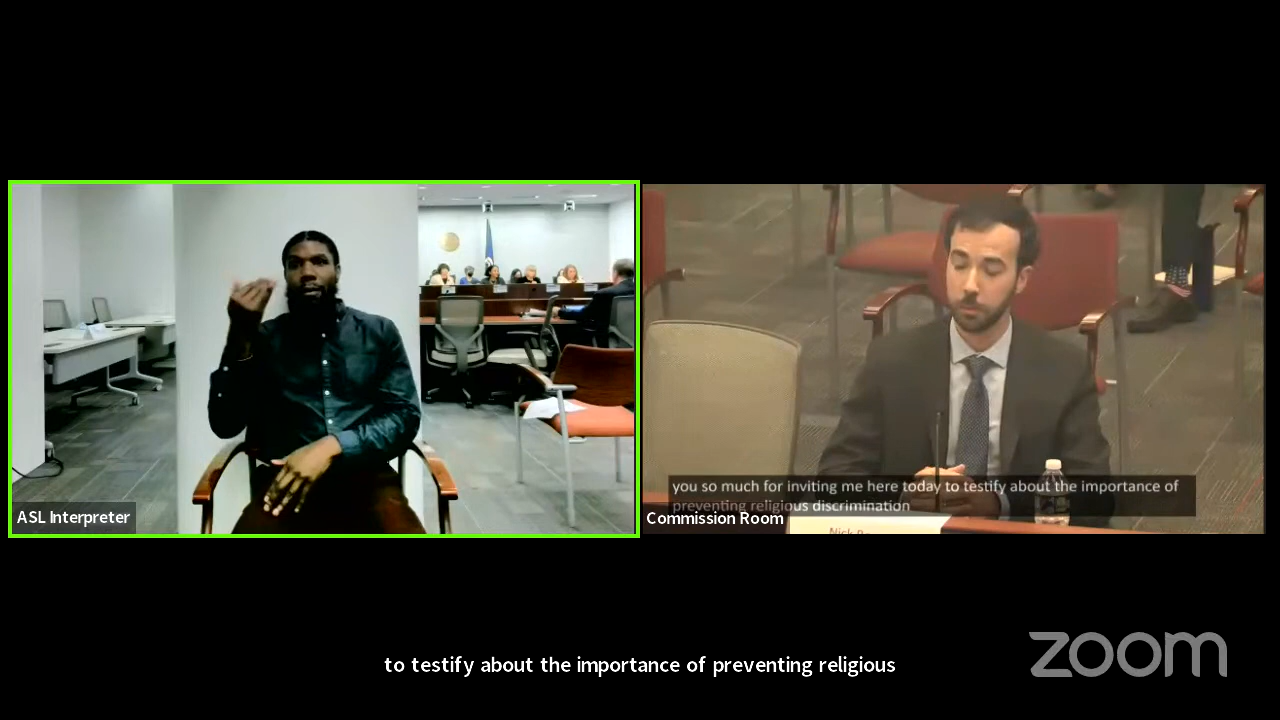 ASL Interpreter
you so much for inviting me here today to testify about the importance of
preventing religious discrimination
Commission Room
Nick
to testify about the importance of preventing religious
zoom